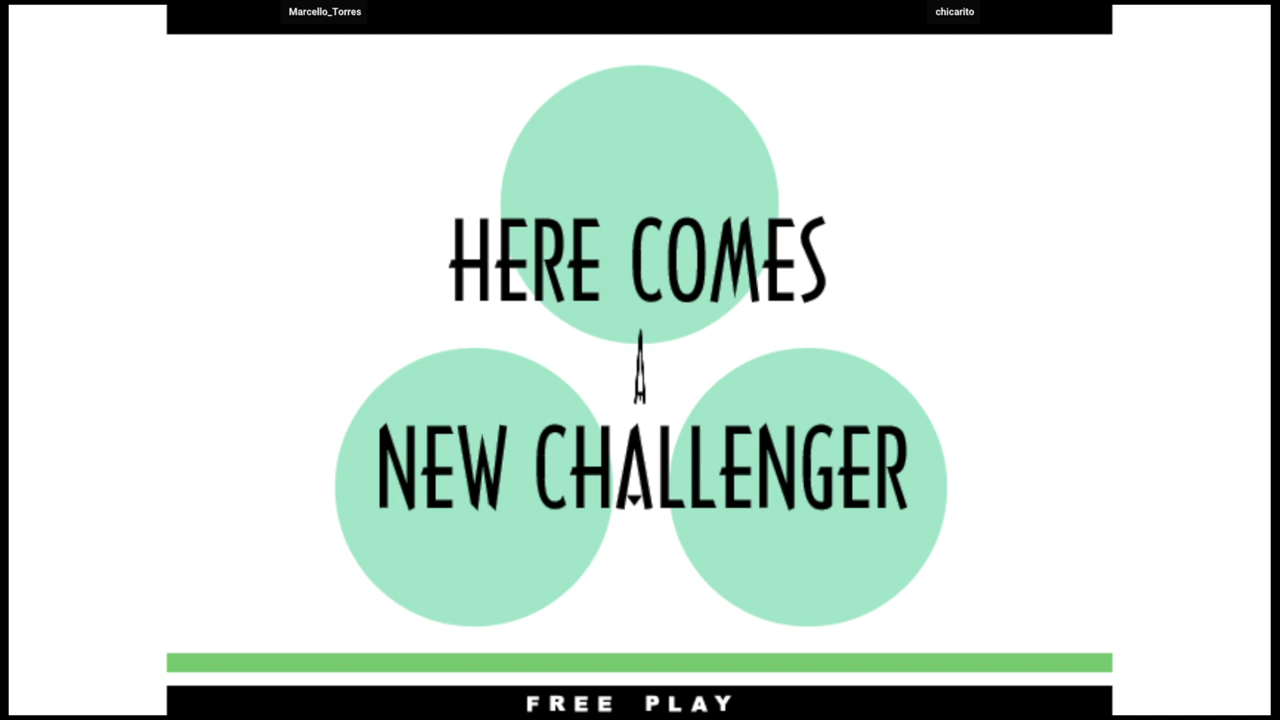 Marcello_Torres chicarito
HERE COMES
A
NEW CHALLENGER
FREE PLAY